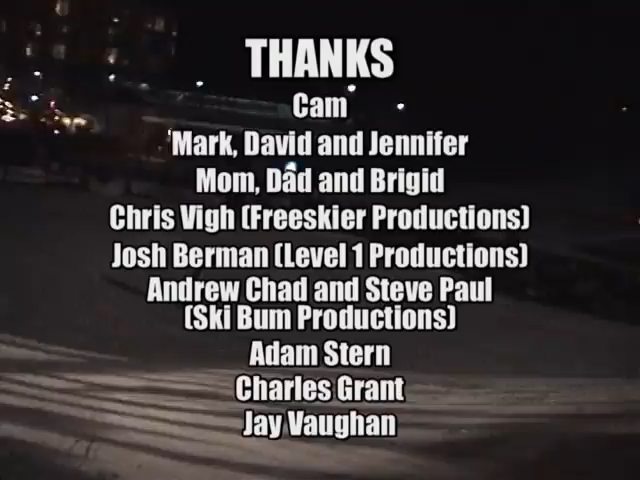 THANKS
Cam
Mark, David and Jennifer
Mom, Dad and Brigid
Chris Vigh (Freeskier Productions)
Josh Berman (Level 1 Productions)
Andrew Chad and Steve Paul
(Ski Bum Productions)
Adam Stern
Charles Grant
Jay Vaughan